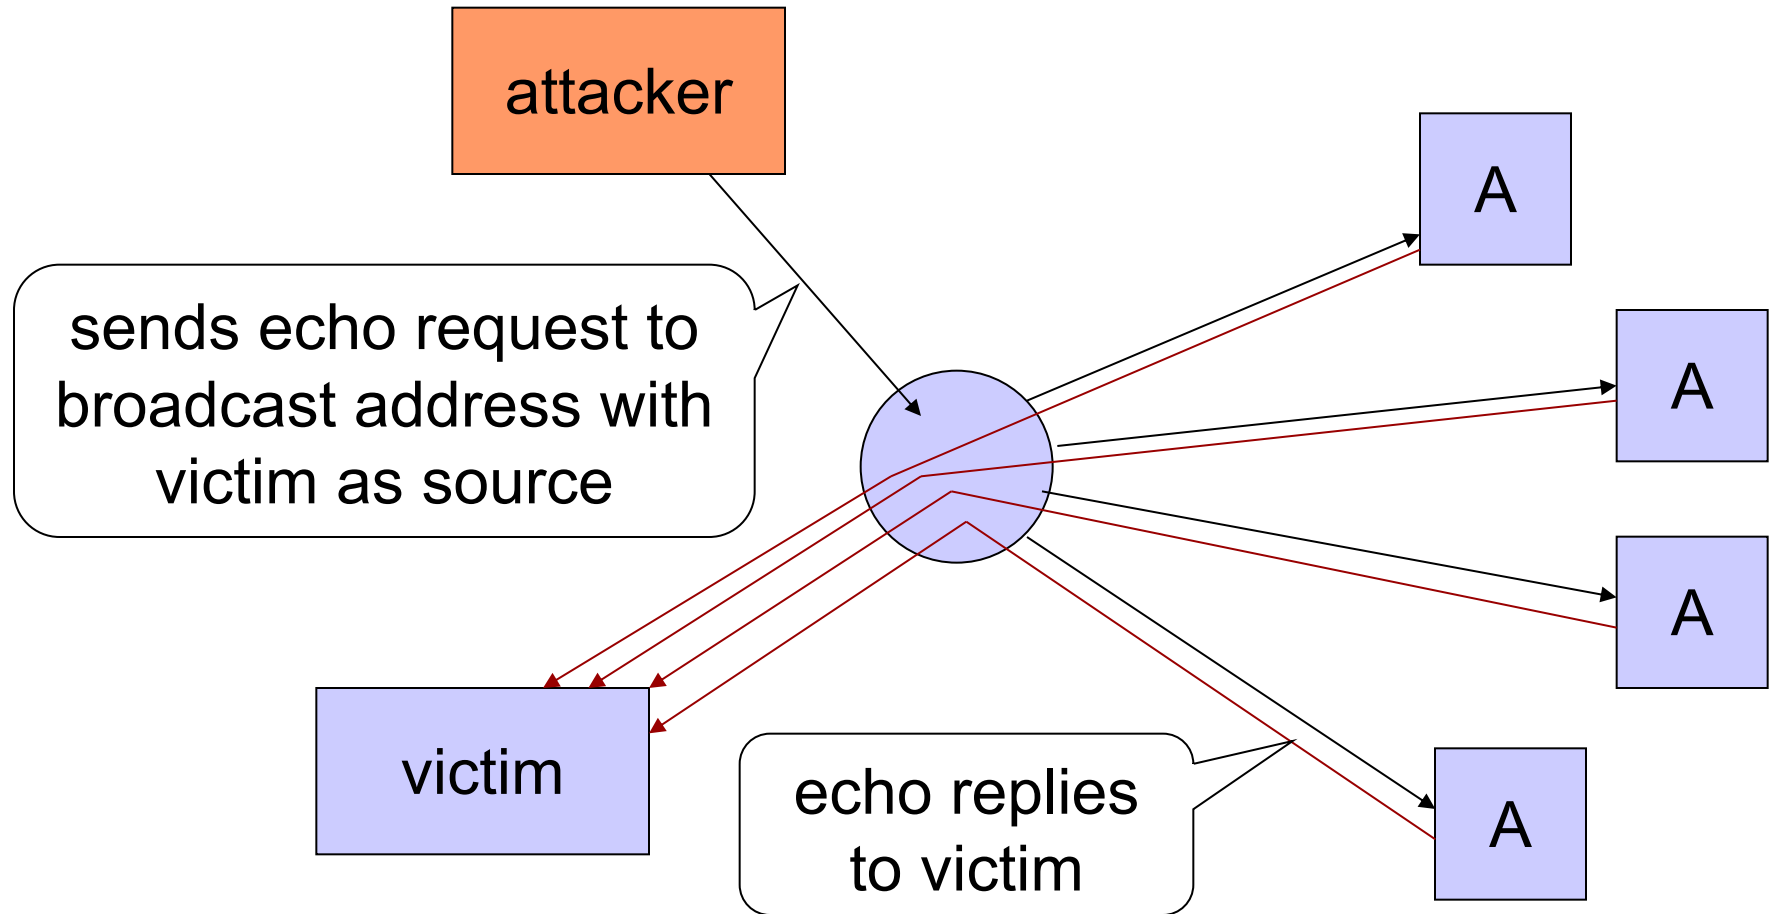 attacker
A
sends echo request to
broadcast address with
victim as source
A
A
victim
echo replies
to victim
A